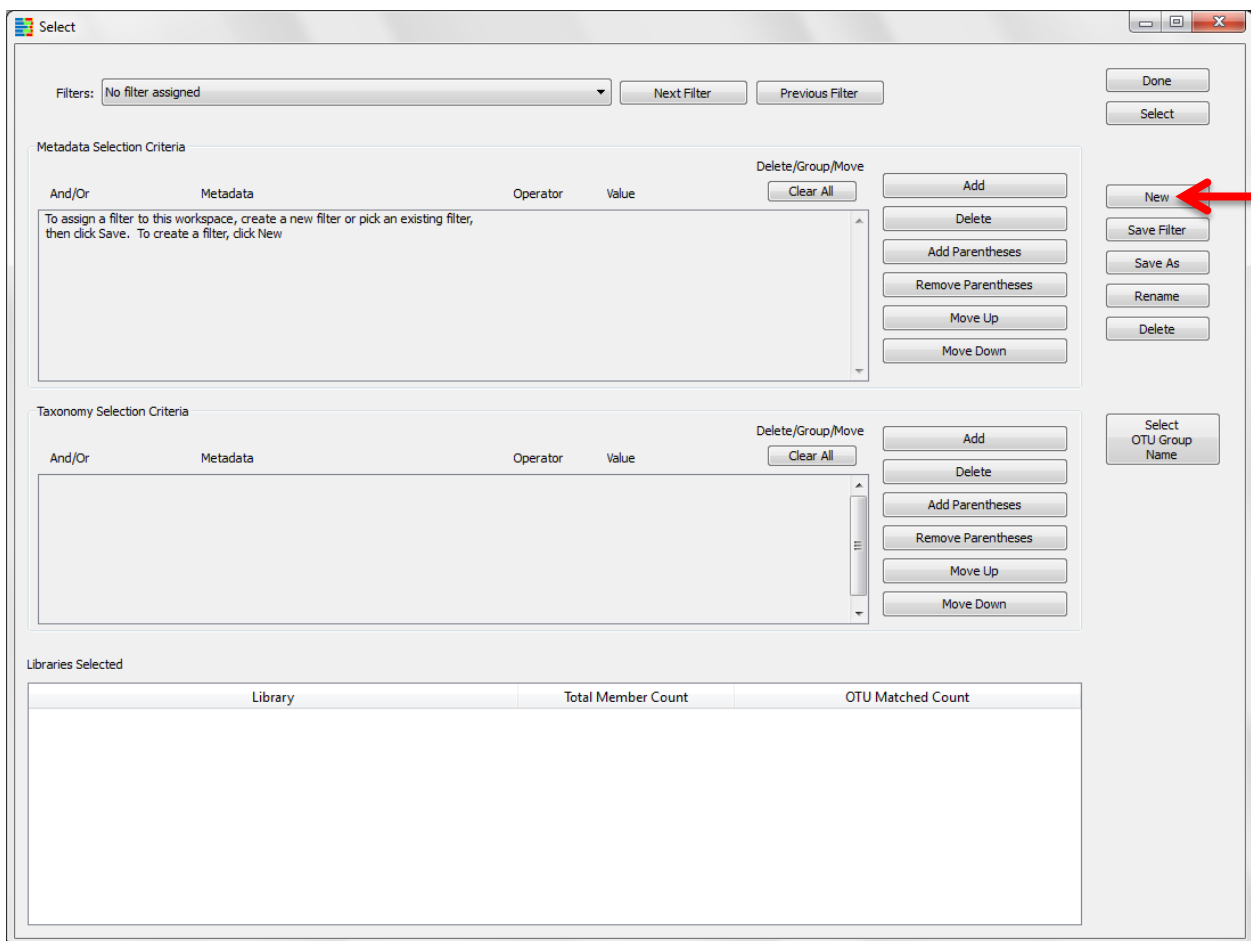 Select
Filters: No filter assigned Next Filter Previous Filter Done
Select
Metadata Selection Criteria
Delete/Group/Move
And/Or Metadata Operator Value Clear All Add New
To assign a filter to this workspace, create a new filter or pick an existing filter,
then click Save.  To create a filter, click New
Delete Save Filter
Add Parentheses Save As
Remove Parentheses Rename
Move Up Delete
Move Down
Taxonomy Selection Criteria
Delete/Group/Move
And/Or Metadata Operator Value Clear All Add
Select
OTU Group
Name
Delete
Add Parentheses
Remove Parentheses
Move Up
Move Down
Libraries Selected
Library Total Member Count OTU Matched Count